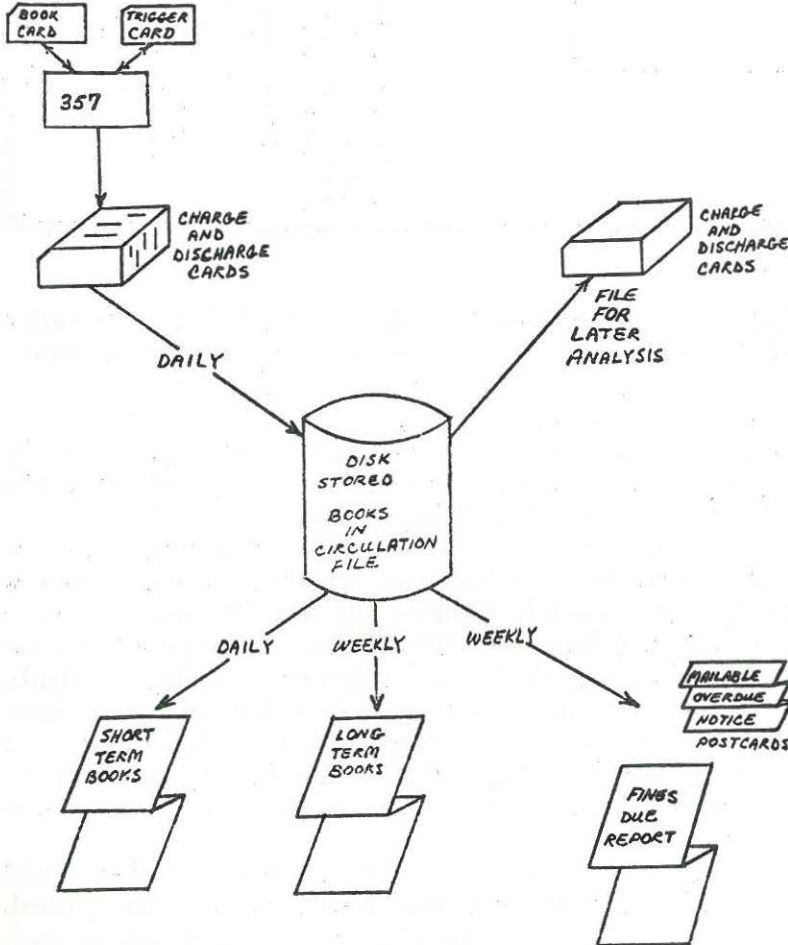 BOOK
CARD
TRIGGER
CARD
357
CHARGE
AND
DISCHARGE
CARDS
CHARGE
AND
DISCHARGE
CARDS
FILE
FOR
LATER
ANALYSIS
DAILY
DISK
STORED
BOOKS
IN
CIRCULATION
FILE
DAILY
WEEKLY
WEEKLY
MAILABLE
OVERDUE
NOTICE
POSTCARDS
SHORT
TERM
BOOKS
LONG
TERM
BOOKS
FINES
DUE
REPORT